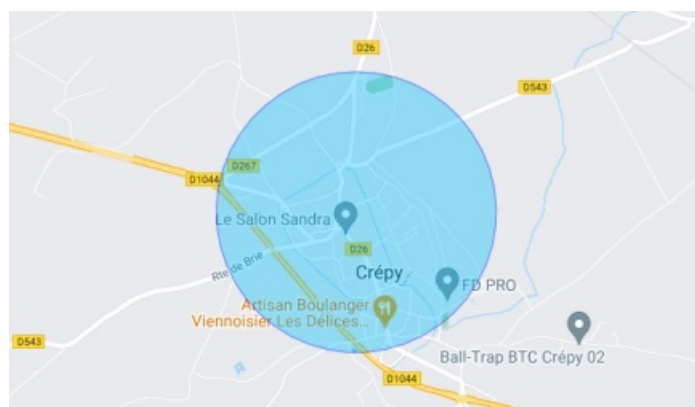 D26
D543
D267
D1044
Le Salon Sandra
D26
Rte de Brie
Crépy
FD PRO
Artisan Boulanger
Viennoisier Les Délices...
D543
Ball-Trap BTC Crépy 02
D1044